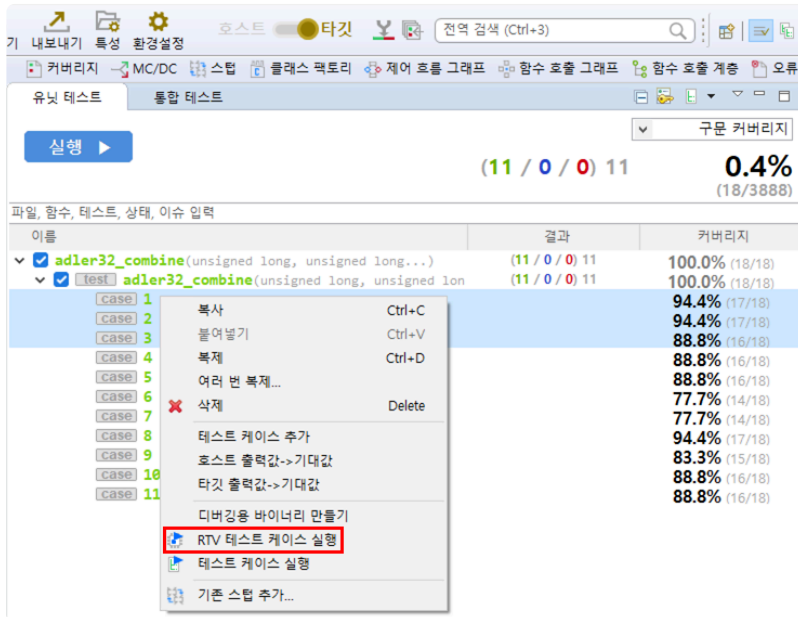 호스트 타깃 전역 검색 (Ctrl+3)
기 내보내기 특성 환경설정
커버리지 MC/DC 스텁 클래스 팩토리 제어 흐름 그래프 함수 호출 그래프 함수 호출 계층 오류
유닛 테스트 통합 테스트
구문 커버리지
실행
(11 / 0 / 0) 11 0.4%
(18/3888)
파일, 함수, 테스트, 상태, 이슈 입력
이름 결과 커버리지
adler32_combine(unsigned long, unsigned long...) (11 / 0 / 0) 11 100.0% (18/18)
test adler32_combine(unsigned long, unsigned lon (11 / 0 / 0) 11 100.0% (18/18)
case 1 94.4% (17/18)
case 2 94.4% (17/18)
case 3 88.8% (16/18)
case 4 88.8% (16/18)
case 5 88.8% (16/18)
case 6 77.7% (14/18)
case 7 77.7% (14/18)
case 8 94.4% (17/18)
case 9 83.3% (15/18)
case 10 88.8% (16/18)
case 11 88.8% (16/18)
복사 Ctrl+C
붙여넣기 Ctrl+V
복제 Ctrl+D
여러 번 복제...
삭제 Delete
테스트 케이스 추가
호스트 출력값->기대값
타깃 출력값->기대값
디버깅용 바이너리 만들기
RTV 테스트 케이스 실행
테스트 케이스 실행
기존 스텁 추가...